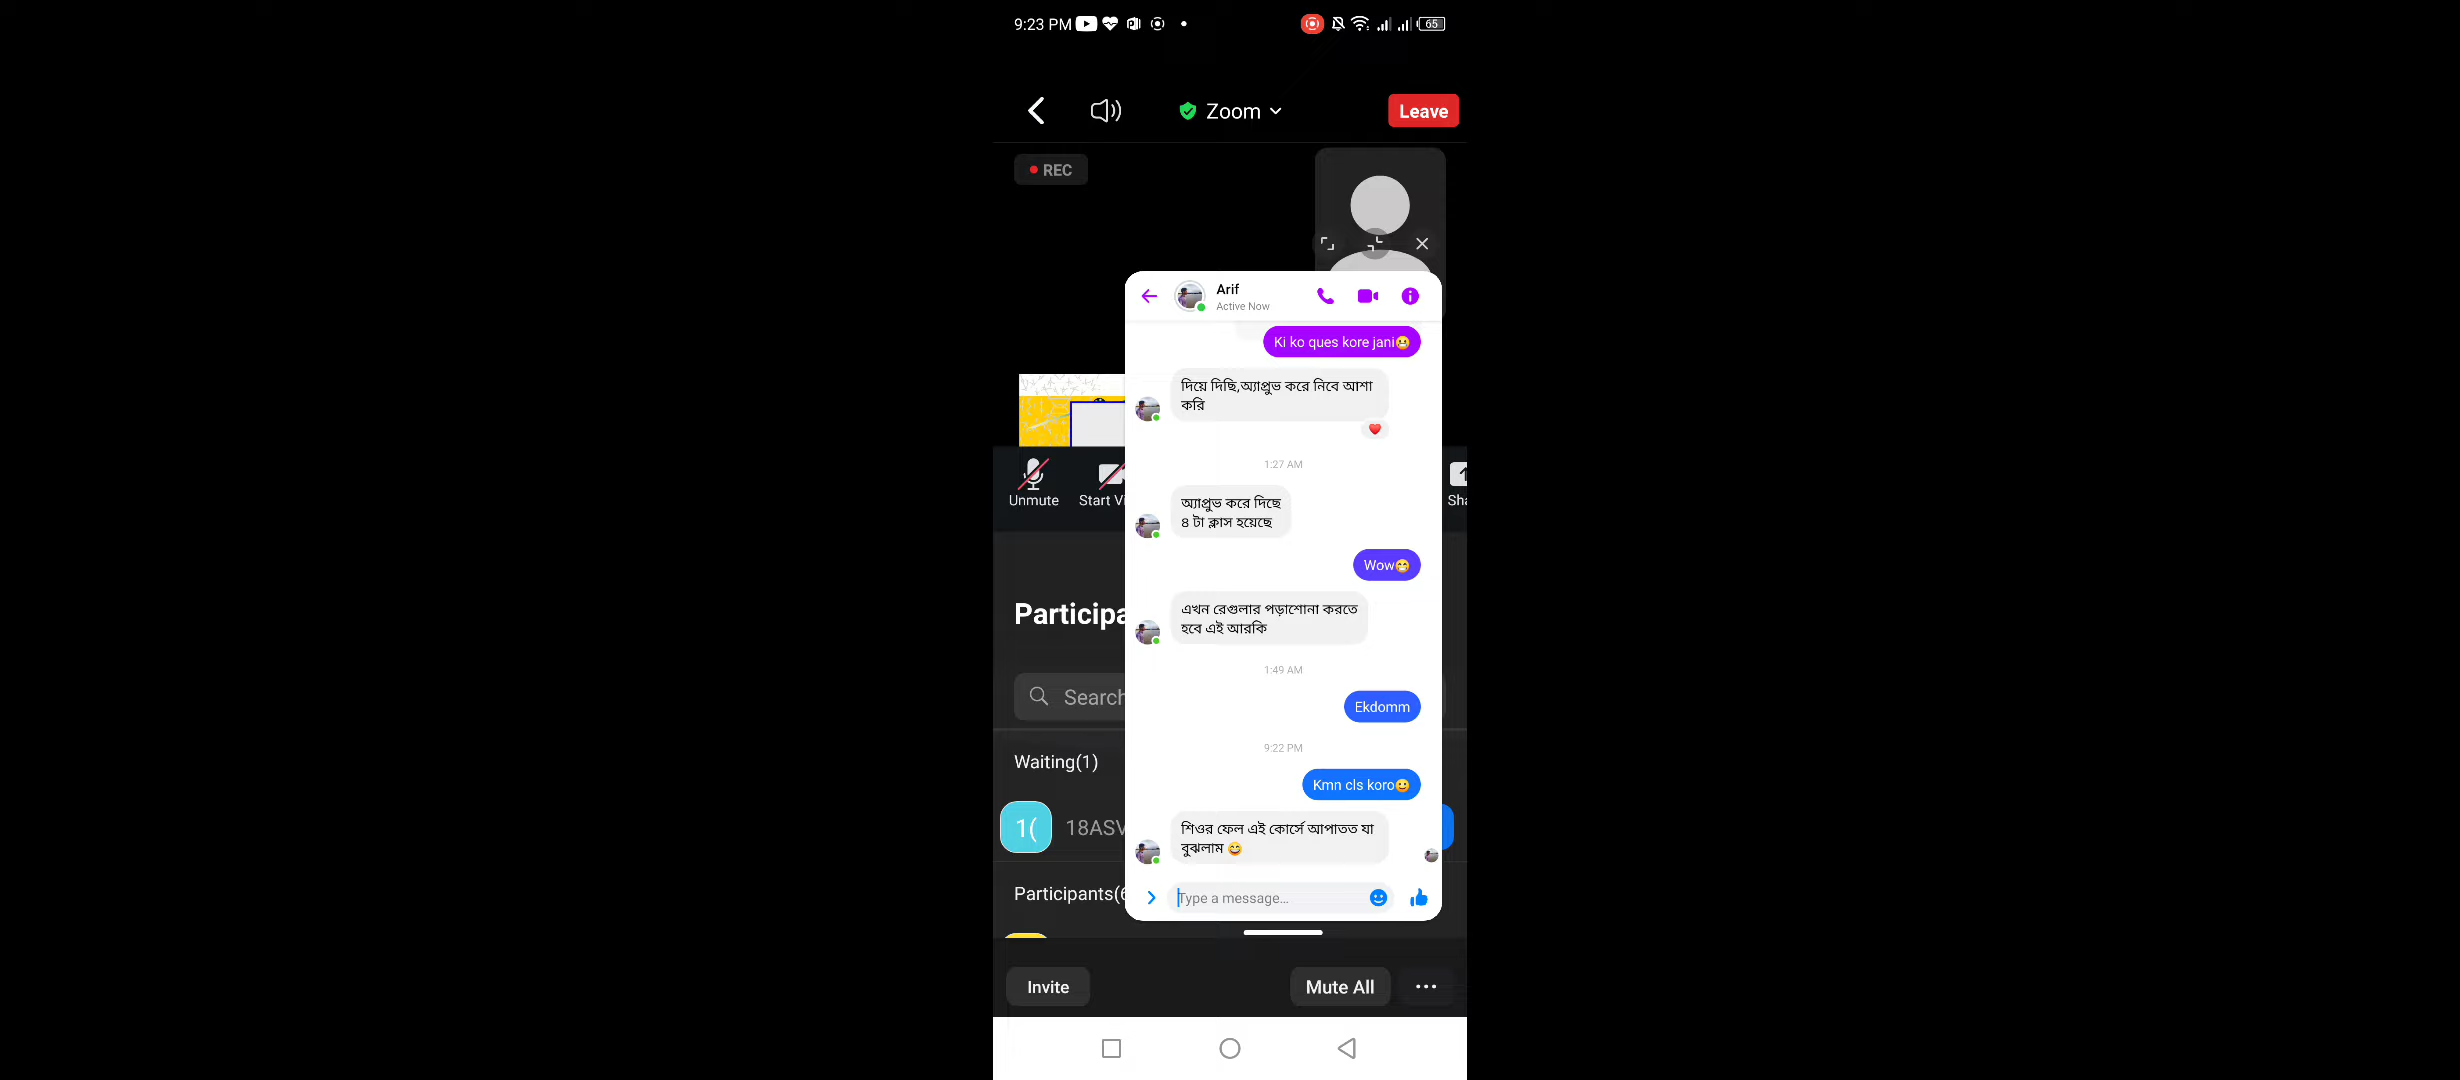 9:23 PM
65
Zoom
Leave
REC
Arif
Active Now
Ki ko ques kore jani😬
দিয়ে দিছি,অ্যাপ্রুভ করে নিবে আশা
করি
1:27 AM
অ্যাপ্রুভ করে দিছে
৪ টা ক্লাস হয়েছে
Wow😁
এখন রেগুলার পড়াশোনা করতে
হবে এই আরকি
1:49 AM
Ekdomm
9:22 PM
Kmn cls koro😀
শিওর ফেল এই কোর্সে আপাতত যা
বুঝলাম 😄
Type a message...
Unmute
Start Vi
Sha
Participa
Search
Waiting(1)
1(
18ASV
Participants(6
Invite
Mute All